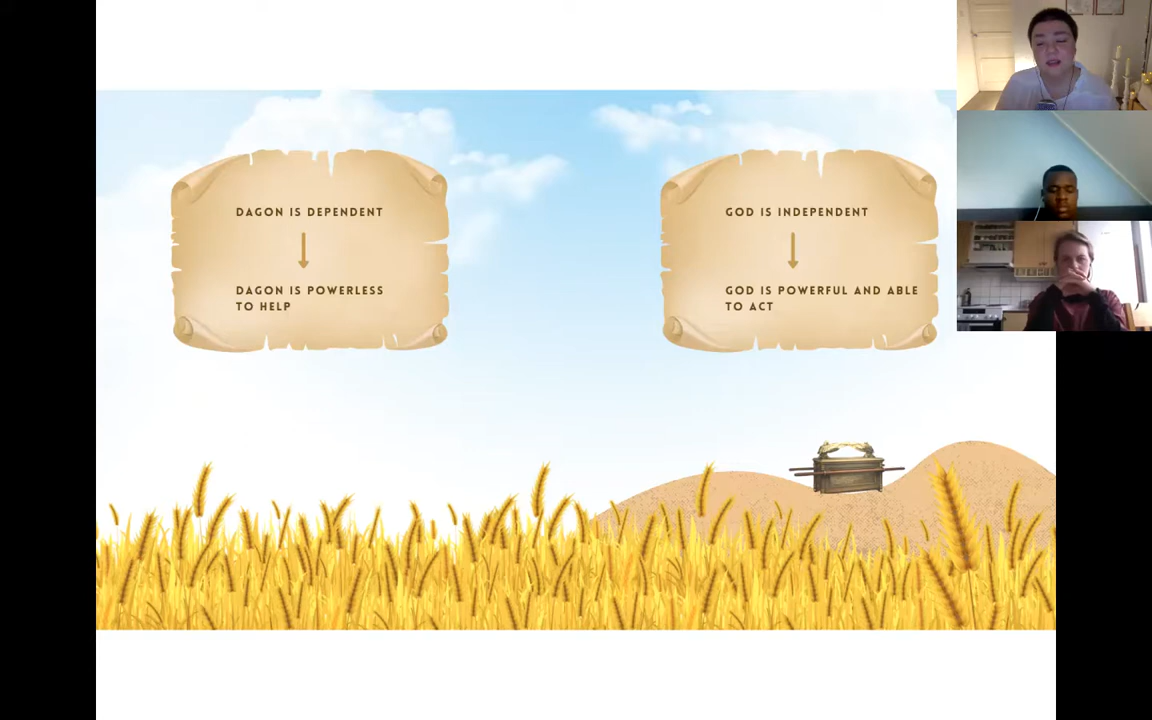 DAGON IS DEPENDENT
DAGON IS POWERLESS
TO HELP
GOD IS INDEPENDENT
GOD IS POWERFUL AND ABLE
TO ACT